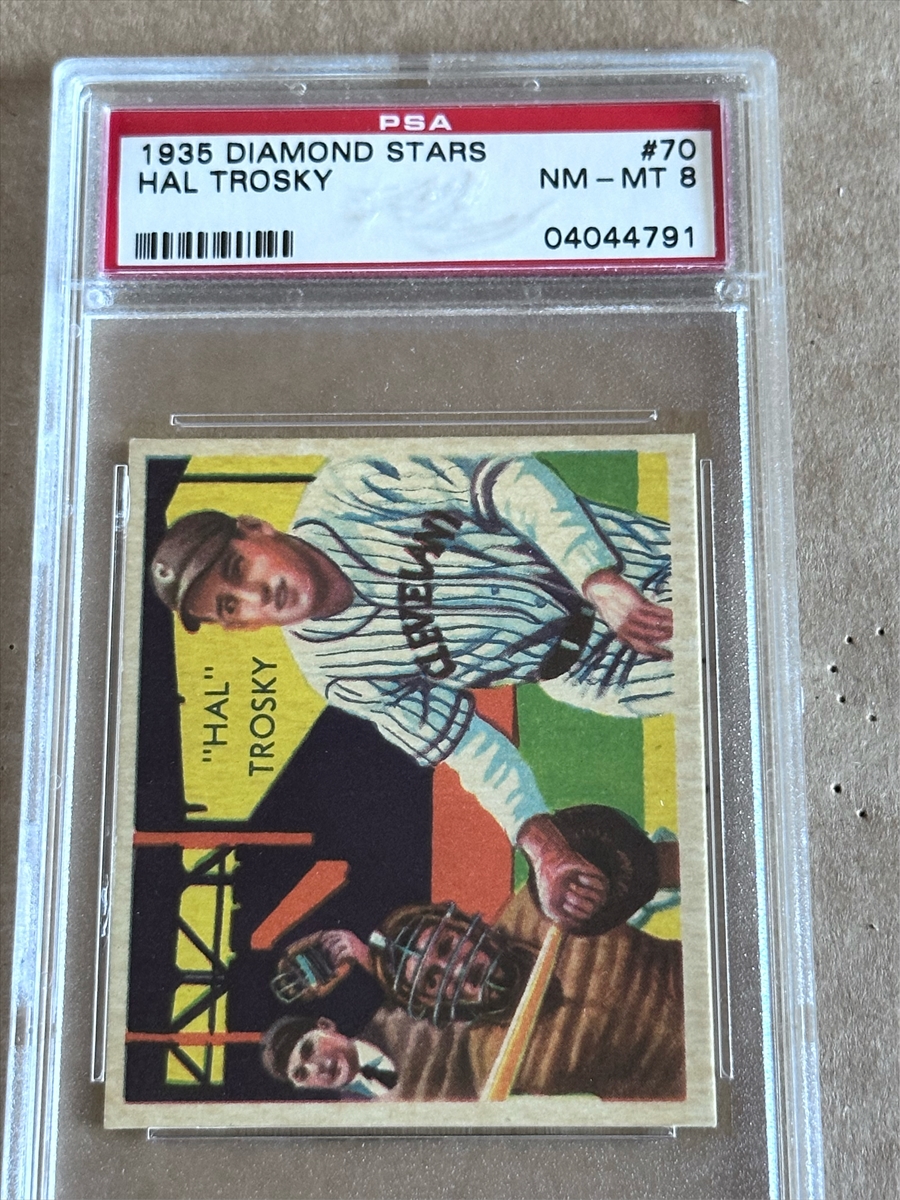 PSA
1935 DIAMOND STARS #70
HAL TROSKY NM-MT 8
04044791
"HAL"
TROSKY
CLEVELAND
C